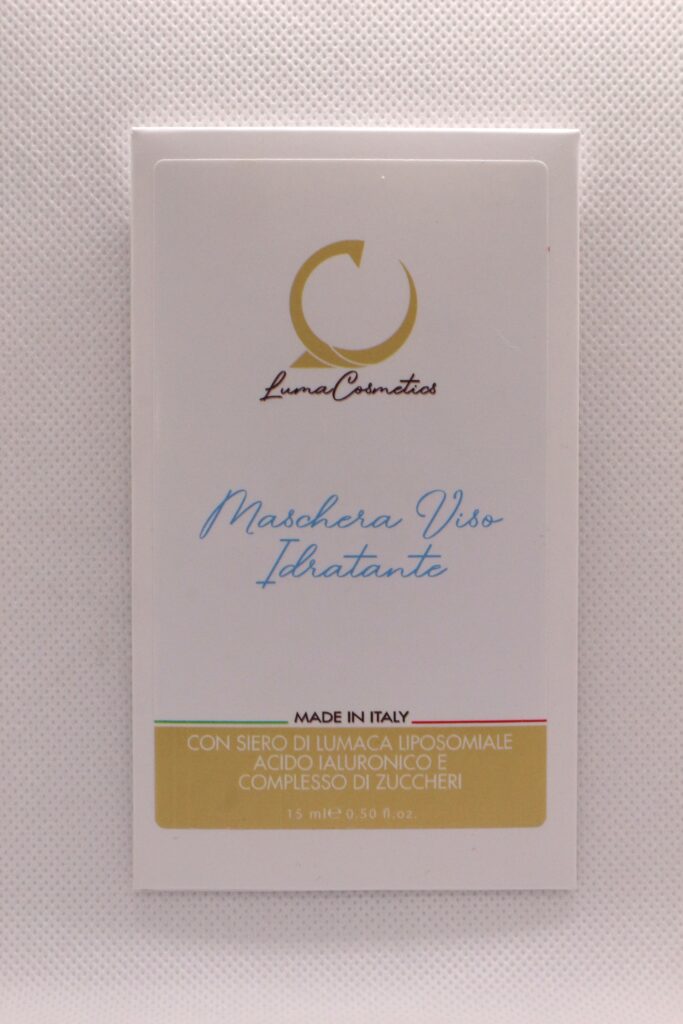 LumaCosmetics
Maschera Viso
Idratante
MADE IN ITALY
CON SIERO DI LUMACA LIPOSOMIALE
ACIDO IALURONICO E
COMPLESSO DI ZUCCHERI
15 ml℮ 0.50 fl.oz.